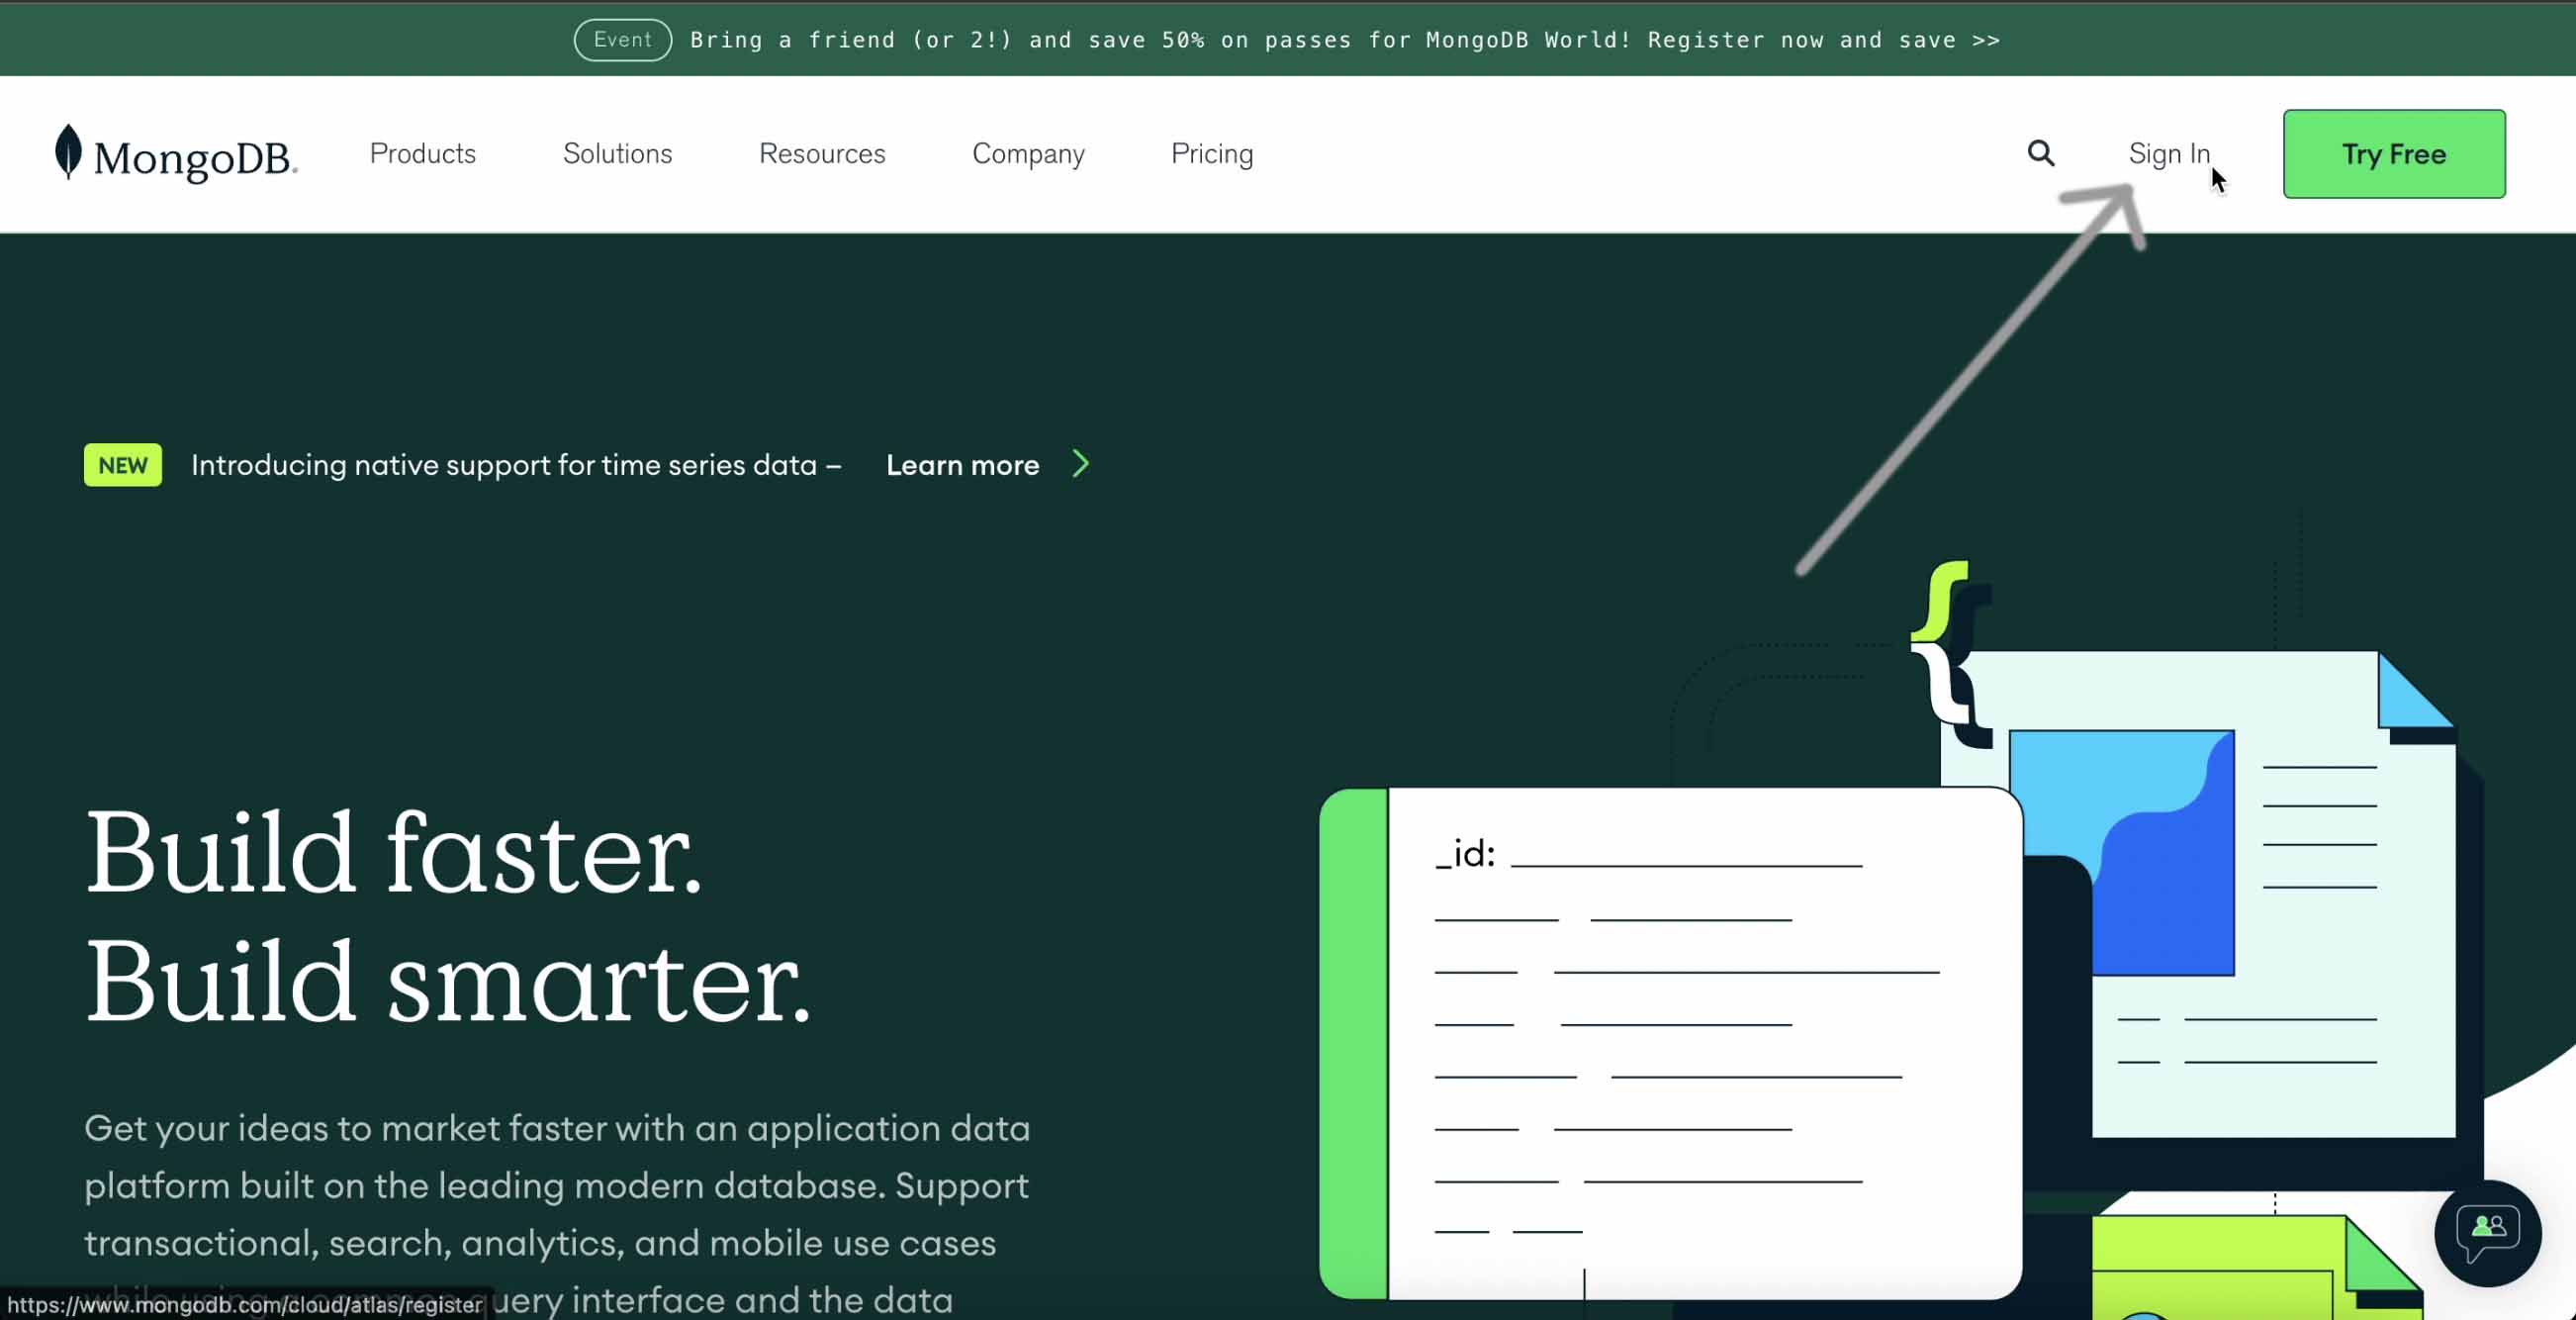 Event Bring a friend (or 2!) and save 50% on passes for MongoDB World! Register now and save >>
MongoDB. Products Solutions Resources Company Pricing Sign In Try Free
NEW Introducing native support for time series data – Learn more
Build faster.
Build smarter.
_id:
Get your ideas to market faster with an application data
platform built on the leading modern database. Support
transactional, search, analytics, and mobile use cases
while using a common query interface and the data
https://www.mongodb.com/cloud/atlas/register